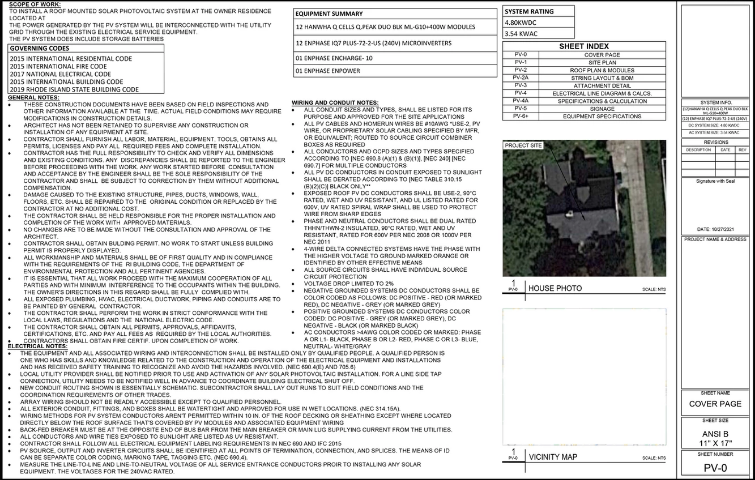 SCOPE OF WORK:
TO INSTALL A ROOF MOUNTED SOLAR PHOTOVOLTAIC SYSTEM AT THE OWNER RESIDENCE
LOCATED AT
THE POWER GENERATED BY THE PV SYSTEM WILL BE INTERCONNECTED WITH THE UTILITY
GRID THROUGH THE EXISTING ELECTRICAL SERVICE EQUIPMENT.
THE PV SYSTEM DOES INCLUDE STORAGE BATTERIES
GOVERNING CODES
2015 INTERNATIONAL RESIDENTIAL CODE
2015 INTERNATIONAL FIRE CODE
2017 NATIONAL ELECTRICAL CODE
2015 INTERNATIONAL BUILDING CODE
2019 RHODE ISLAND STATE BUILDING CODE
GENERAL NOTES:
• THESE CONSTRUCTION DOCUMENTS HAVE BEEN BASED ON FIELD INSPECTIONS AND
OTHER INFORMATION AVAILABLE AT THE TIME. ACTUAL FIELD CONDITIONS MAY REQUIRE
MODIFICATIONS IN CONSTRUCTION DETAILS.
• ARCHITECT HAS NOT BEEN RETAINED TO SUPERVISE ANY CONSTRUCTION OR
INSTALLATION OF ANY EQUIPMENT AT SITE.
• CONTRACTOR SHALL FURNISH ALL LABOR, MATERIAL, EQUIPMENT. TOOLS, OBTAINS ALL
PERMITS, LICENSES AND PAY ALL REQUIRED FEES AND COMPLETE INSTALLATION.
• CONTRACTOR HAS THE FULL RESPONSIBILITY TO CHECK AND VERIFY ALL DIMENSIONS
AND EXISTING CONDITIONS. ANY DISCREPANCIES SHALL BE REPORTED TO THE ENGINEER
BEFORE PROCEEDING WITH THE WORK. ANY WORK STARTED BEFORE CONSULTATION
AND ACCEPTANCE BY THE ENGINEER SHALL BE THE SOLE RESPONSIBILITY OF THE
CONTRACTOR AND SHALL BE SUBJECT TO CORRECTION BY THEM WITHOUT ADDITIONAL
COMPENSATION
• DAMAGE CAUSED TO THE EXISTING STRUCTURE, PIPES, DUCTS, WINDOWS, WALL,
FLOORS, ETC. SHALL BE REPAIRED TO THE ORIGINAL CONDITION OR REPLACED BY THE
CONTRACTOR AT NO ADDITIONAL COST.
• THE CONTRACTOR SHALL BE HELD RESPONSIBLE FOR THE PROPER INSTALLATION AND
COMPLETION OF THE WORK WITH APPROVED MATERIALS.
• NO CHANGES ARE TO BE MADE WITHOUT THE CONSULTATION AND APPROVAL OF THE
ARCHITECT.
• CONTRACTOR SHALL OBTAIN BUILDING PERMIT. NO WORK TO START UNLESS BUILDING
PERMIT IS PROPERLY DISPLAYED.
• ALL WORKMANSHIP AND MATERIALS SHALL BE OF FIRST QUALITY AND IN COMPLIANCE
WITH THE REQUIREMENTS OF THE RI BUILDING CODE, THE DEPARTMENT OF
ENVIRONMENTAL PROTECTION AND ALL PERTINENT AGENCIES.
• IT IS ESSENTIAL THAT ALL WORK PROCEED WITH THE MAXIMUM COOPERATION OF ALL
PARTIES AND WITH MINIMUM INTERFERENCE TO THE OCCUPANTS WITHIN THE BUILDING.
• THE OWNER'S DIRECTIONS IN THIS REGARD SHALL BE FULLY COMPLIED WITH.
• ALL EXPOSED PLUMBING, HVAC, ELECTRICAL DUCTWORK, PIPING AND CONDUITS ARE TO
BE PAINTED BY GENERAL CONTRACTOR.
• THE CONTRACTOR SHALL PERFORM THE WORK IN STRICT CONFORMANCE WITH THE
LOCAL LAWS, REGULATIONS AND THE NATIONAL ELECTRIC CODE.
• THE CONTRACTOR SHALL OBTAIN ALL PERMITS, APPROVALS, AFFIDAVITS,
CERTIFICATIONS, ETC. AND PAY ALL FEES AS REQUIRED BY THE LOCAL AUTHORITIES.
• CONTRACTORS SHALL OBTAIN FIRE CERTIF. UPON COMPLETION OF WORK
ELECTRICAL NOTES:
• THE EQUIPMENT AND ALL ASSOCIATED WIRING AND INTERCONNECTION SHALL BE INSTALLED ONLY BY QUALIFIED PEOPLE. A QUALIFIED PERSON IS
ONE WHO HAS SKILLS AND KNOWLEDGE RELATED TO THE CONSTRUCTION AND OPERATION OF THE ELECTRICAL EQUIPMENT AND INSTALLATIONS
AND HAS RECEIVED SAFETY TRAINING TO RECOGNIZE AND AVOID THE HAZARDS INVOLVED. (NEC 690.4(E) AND 705.6)
• LOCAL UTILITY PROVIDER SHALL BE NOTIFIED PRIOR TO USE AND ACTIVATION OF ANY SOLAR PHOTOVOLTAIC INSTALLATION. FOR A LINE SIDE TAP
CONNECTION, UTILITY NEEDS TO BE NOTIFIED WELL IN ADVANCE TO COORDINATE BUILDING ELECTRICAL SHUT OFF.
• NEW CONDUIT ROUTING SHOWN IS ESSENTIALLY SCHEMATIC. SUBCONTRACTOR SHALL LAY OUT RUNS TO SUIT FIELD CONDITIONS AND THE
COORDINATION REQUIREMENTS OF OTHER TRADES.
• ARRAY WIRING SHOULD NOT BE READILY ACCESSIBLE EXCEPT TO QUALIFIED PERSONNEL.
• ALL EXTERIOR CONDUIT, FITTINGS, AND BOXES SHALL BE WATERTIGHT AND APPROVED FOR USE IN WET LOCATIONS. (NEC 314.15A).
• WIRING METHODS FOR PV SYSTEM CONDUCTORS AREN'T PERMITTED WITHIN 10 IN. OF THE ROOF DECKING OR SHEATHING EXCEPT WHERE LOCATED
DIRECTLY BELOW THE ROOF SURFACE THAT'S COVERED BY PV MODULES AND ASSOCIATED EQUIPMENT WIRING
• BACK-FED BREAKER MUST BE AT THE OPPOSITE END OF BUS BAR FROM THE MAIN BREAKER OR MAIN LUG SUPPLYING CURRENT FROM THE UTILITIES.
• ALL CONDUCTORS AND WIRE TIES EXPOSED TO SUNLIGHT ARE LISTED AS UV RESISTANT.
• CONTRACTOR SHALL FOLLOW ALL ELECTRICAL EQUIPMENT LABELING REQUIREMENTS IN NEC 690 AND IFC 2015
• PV SOURCE, OUTPUT AND INVERTER CIRCUITS SHALL BE IDENTIFIED AT ALL POINTS OF TERMINATION, CONNECTION, AND SPLICES. THE MEANS OF ID
CAN BE SEPARATE COLOR CODING, MARKING TAPE, TAGGING ETC. (NEC 690.4).
• MEASURE THE LINE-TO-LINE AND LINE-TO-NEUTRAL VOLTAGE OF ALL SERVICE ENTRANCE CONDUCTORS PRIOR TO INSTALLING ANY SOLAR
EQUIPMENT. THE VOLTAGES FOR THE 240VAC RATED.
EQUIPMENT SUMMARY
12 HANWHA Q CELLS Q.PEAK DUO BLK ML-G10+400W MODULES
12 ENPHASE IQ7 PLUS-72-2-US (240V) MICROINVERTERS
01 ENPHASE ENCHARGE- 10
01 ENPHASE ENPOWER
WIRING AND CONDUIT NOTES:
• ALL CONDUIT SIZES AND TYPES, SHALL BE LISTED FOR ITS
PURPOSE AND APPROVED FOR THE SITE APPLICATIONS
• ALL PV CABLES AND HOMERUN WIRES BE #10AWG *USE-2, PV
WIRE, OR PROPRIETARY SOLAR CABLING SPECIFIED BY MFR,
OR EQUIVALENT; ROUTED TO SOURCE CIRCUIT COMBINER
BOXES AS REQUIRED
• ALL CONDUCTORS AND OCPD SIZES AND TYPES SPECIFIED
ACCORDING TO [NEC 690.8 (A)(1) & (B)(1)], [NEC 240] [NEC
690.7] FOR MULTIPLE CONDUCTORS
• ALL PV DC CONDUCTORS IN CONDUIT EXPOSED TO SUNLIGHT
SHALL BE DERATED ACCORDING TO [NEC TABLE 310.15
(B)(2)(C)] BLACK ONLY**
• EXPOSED ROOF PV DC CONDUCTORS SHALL BE USE-2, 90°C
RATED, WET AND UV RESISTANT, AND UL LISTED RATED FOR
600V, UV RATED SPIRAL WRAP SHALL BE USED TO PROTECT
WIRE FROM SHARP EDGES
• PHASE AND NEUTRAL CONDUCTORS SHALL BE DUAL RATED
THHN/THWN-2 INSULATED, 90°C RATED, WET AND UV
RESISTANT, RATED FOR 600V PER NEC 2008 OR 1000V PER
NEC 2011
• 4-WIRE DELTA CONNECTED SYSTEMS HAVE THE PHASE WITH
THE HIGHER VOLTAGE TO GROUND MARKED ORANGE OR
IDENTIFIED BY OTHER EFFECTIVE MEANS
• ALL SOURCE CIRCUITS SHALL HAVE INDIVIDUAL SOURCE
CIRCUIT PROTECTION
• VOLTAGE DROP LIMITED TO 2%
• NEGATIVE GROUNDED SYSTEMS DC CONDUCTORS SHALL BE
COLOR CODED AS FOLLOWS: DC POSITIVE - RED (OR MARKED
RED), DC NEGATIVE - GREY (OR MARKED GREY)
• POSITIVE GROUNDED SYSTEMS DC CONDUCTORS COLOR
CODED: DC POSITIVE - GREY (OR MARKED GREY), DC
NEGATIVE - BLACK (OR MARKED BLACK)
• AC CONDUCTORS >4AWG COLOR CODED OR MARKED: PHASE
A OR L1- BLACK, PHASE B OR L2- RED, PHASE C OR L3- BLUE,
NEUTRAL- WHITE/GRAY
SYSTEM RATING
4.80KWDC
3.54 KWAC
SHEET INDEX
PV-0 COVER PAGE
PV-1 SITE PLAN
PV-2 ROOF PLAN & MODULES
PV-2A STRING LAYOUT & BOM
PV-3 ATTACHMENT DETAIL
PV-4 ELECTRICAL LINE DIAGRAM & CALCS.
PV-4A SPECIFICATIONS & CALCULATION
PV-5 SIGNAGE
PV-6+ EQUIPMENT SPECIFICATIONS
PROJECT SITE
1
PV-0
HOUSE PHOTO
SCALE: NTS
1
PV-0
VICINITY MAP
SCALE: NTS
SYSTEM INFO.
(12) HANWHA Q CELLS Q.PEAK DUO BLK
ML-G10+400W
(12) ENPHASE IQ7 PLUS-72-2-US (240V)
DC SYSTEM SIZE: 4.80 KWDC
AC SYSTEM SIZE: 3.54 KWAC
REVISIONS
DESCRIPTION DATE REV
Signature with Seal
DATE: 10/27/2321
PROJECT NAME & ADDRESS
SHEET NAME
COVER PAGE
SHEET SIZE
ANSI B
11" X 17"
SHEET NUMBER
PV-0